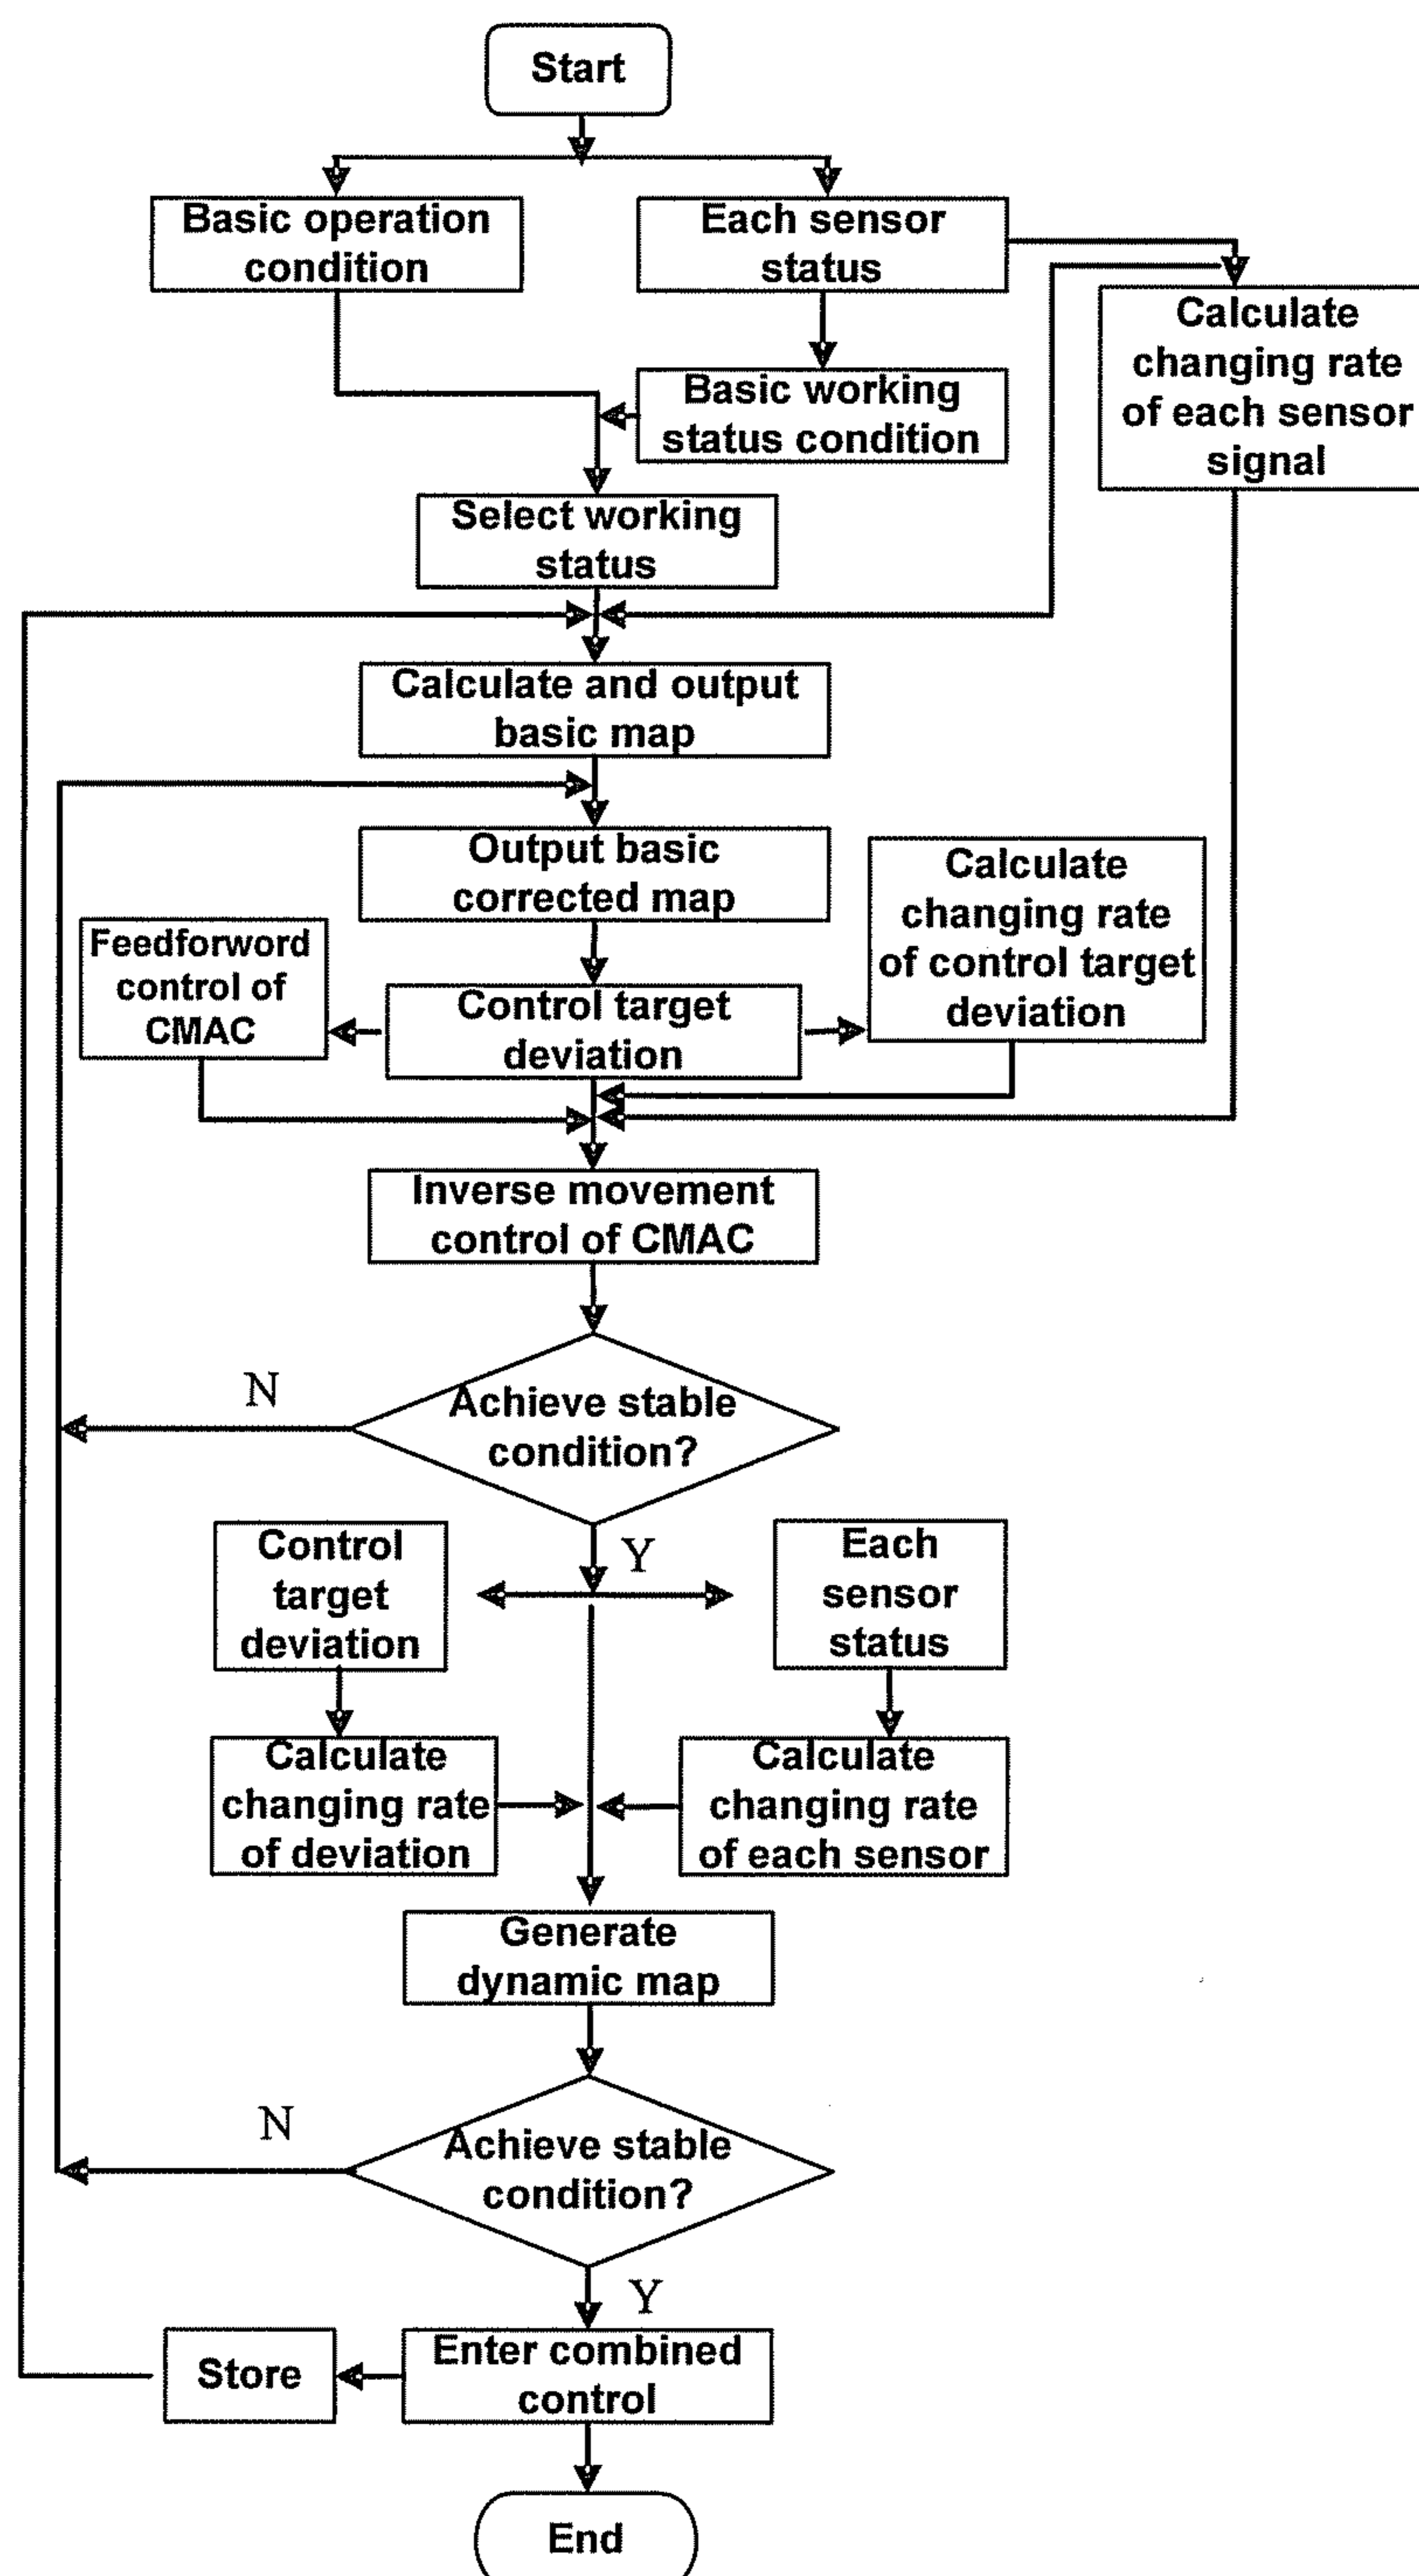 Start
Basic operation
condition
Each sensor
status
Calculate
changing rate
of each sensor
signal
Basic working
status condition
Select working
status
Calculate and output
basic map
Output basic
corrected map
Calculate
changing rate
of control target
deviation
Feedforword
control of
CMAC
Control target
deviation
Inverse movement
control of CMAC
Achieve stable
condition?
N
Y
Control
target
deviation
Each
sensor
status
Calculate
changing rate
of deviation
Calculate
changing rate
of each sensor
Generate
dynamic map
Achieve stable
condition?
N
Y
Store
Enter combined
control
End